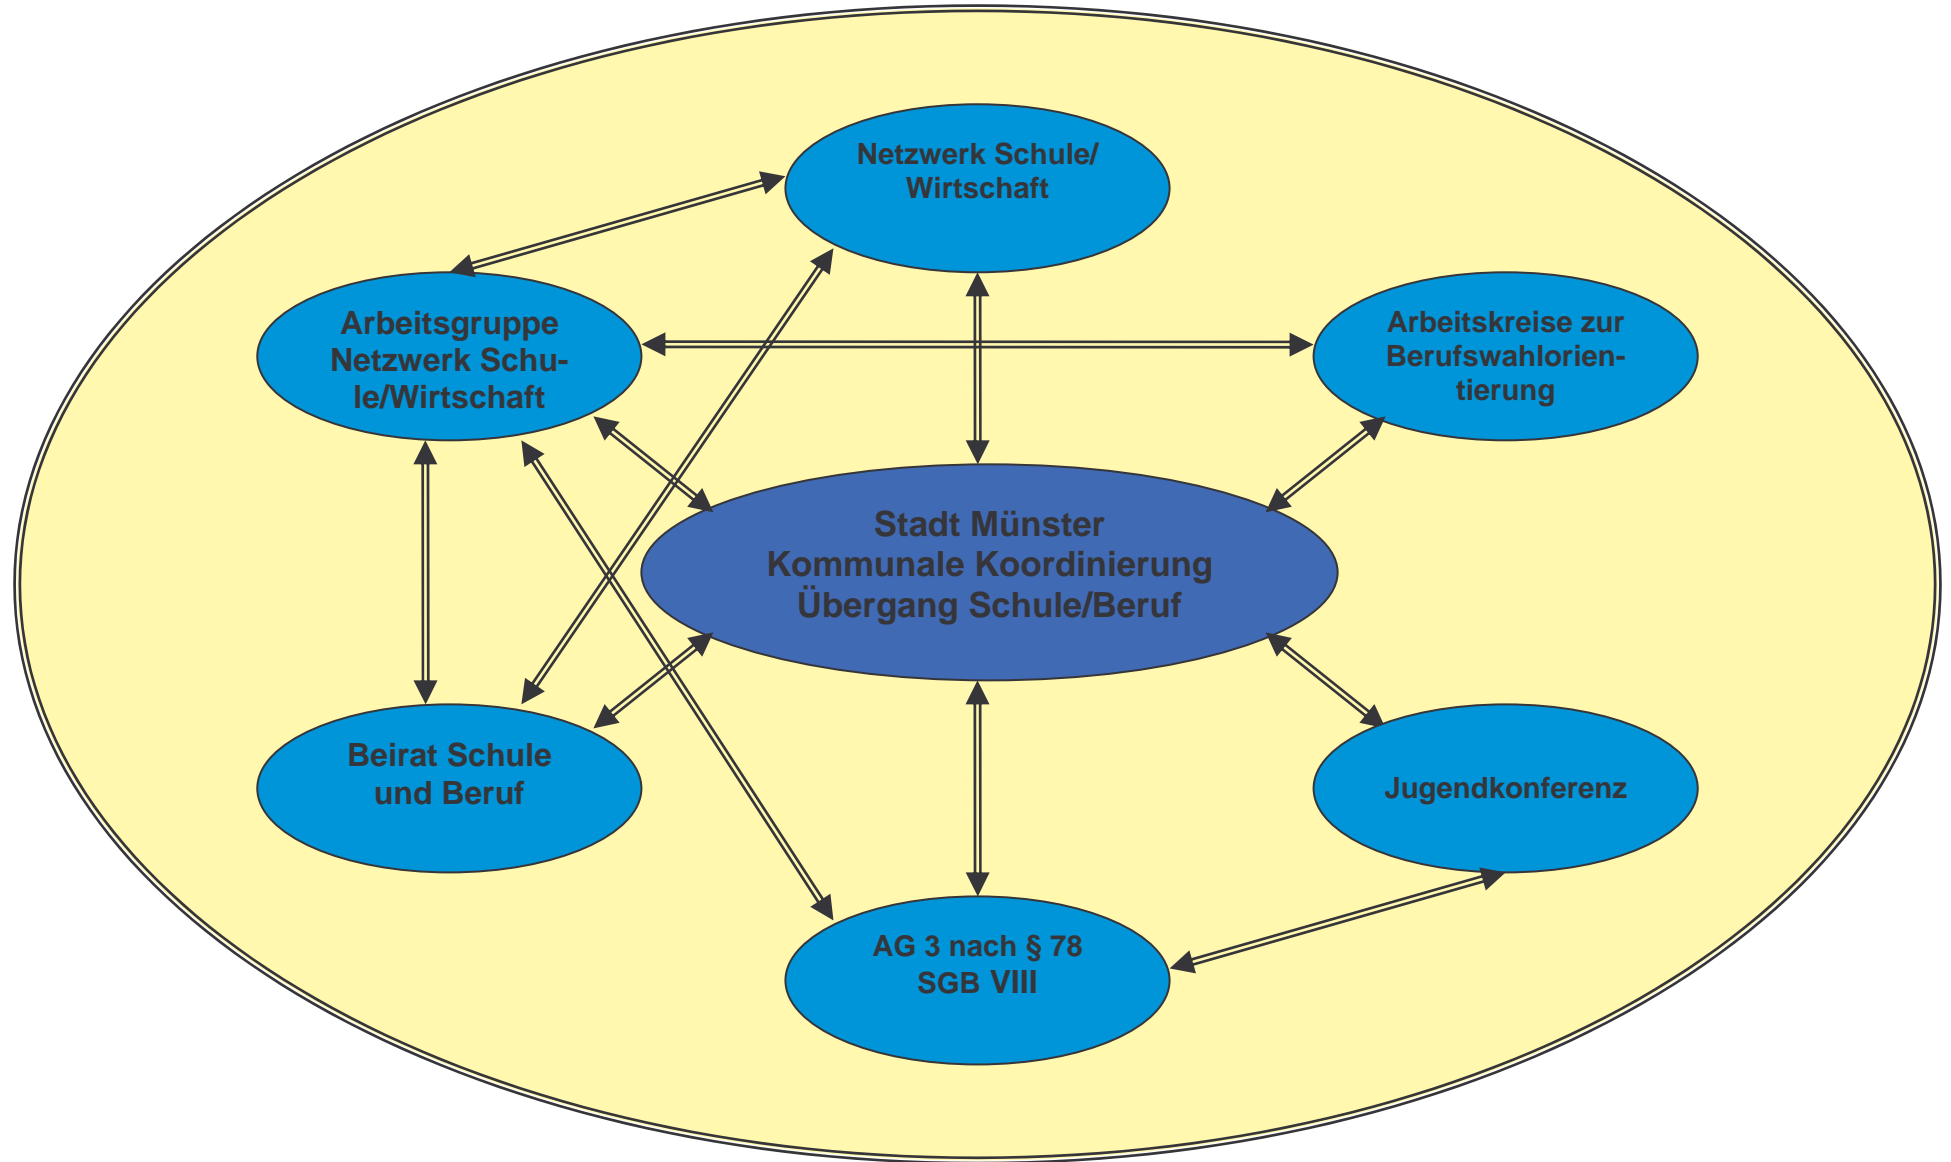 Netzwerk Schule/
Wirtschaft
Arbeitsgruppe
Netzwerk Schu-
le/Wirtschaft
Arbeitskreise zur
Berufswahlorien-
tierung
Stadt Münster
Kommunale Koordinierung
Übergang Schule/Beruf
Beirat Schule
und Beruf
Jugendkonferenz
AG 3 nach § 78
SGB VIII